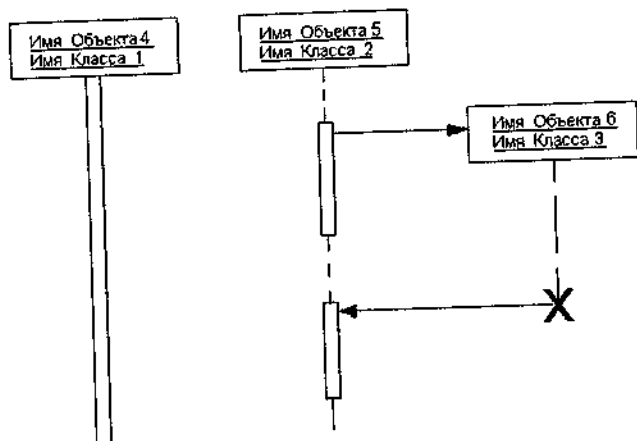 Имя Объекта 4
Имя Класса 1
Имя Объекта 5
Имя Класса 2
Имя Объекта 6
Имя Класса 3